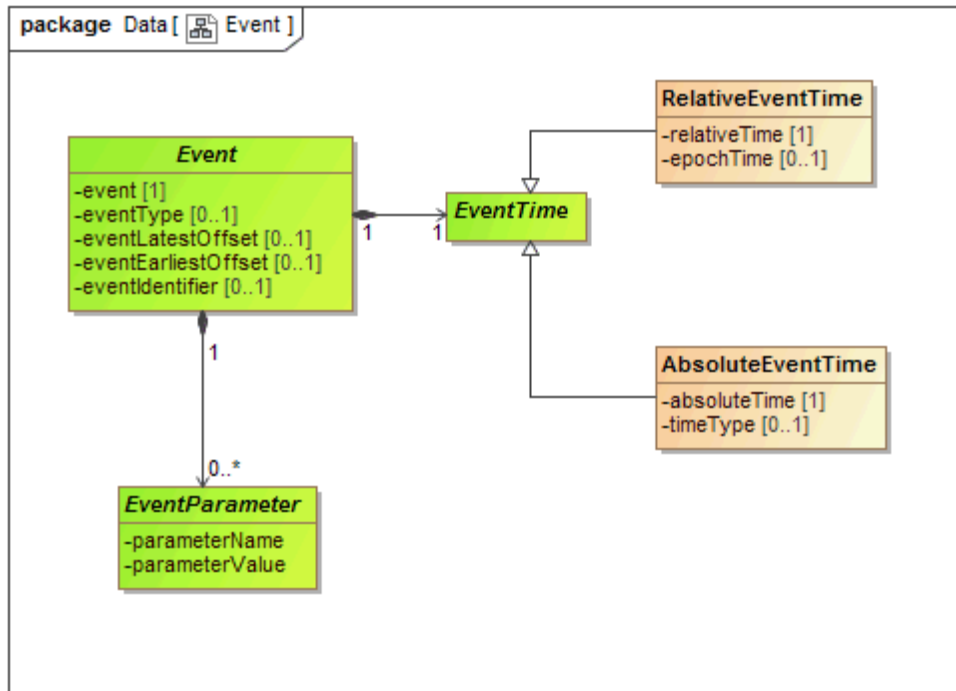 package Data [ Event ]
RelativeEventTime
-relativeTime [1]
-epochTime [0..1]
Event
-event [1]
-eventType [0..1]
-eventLatestOffset [0..1]
-eventEarliestOffset [0..1]
-eventIdentifier [0..1]
1
1
EventTime
1
0..*
AbsoluteEventTime
-absoluteTime [1]
-timeType [0..1]
EventParameter
-parameterName
-parameterValue